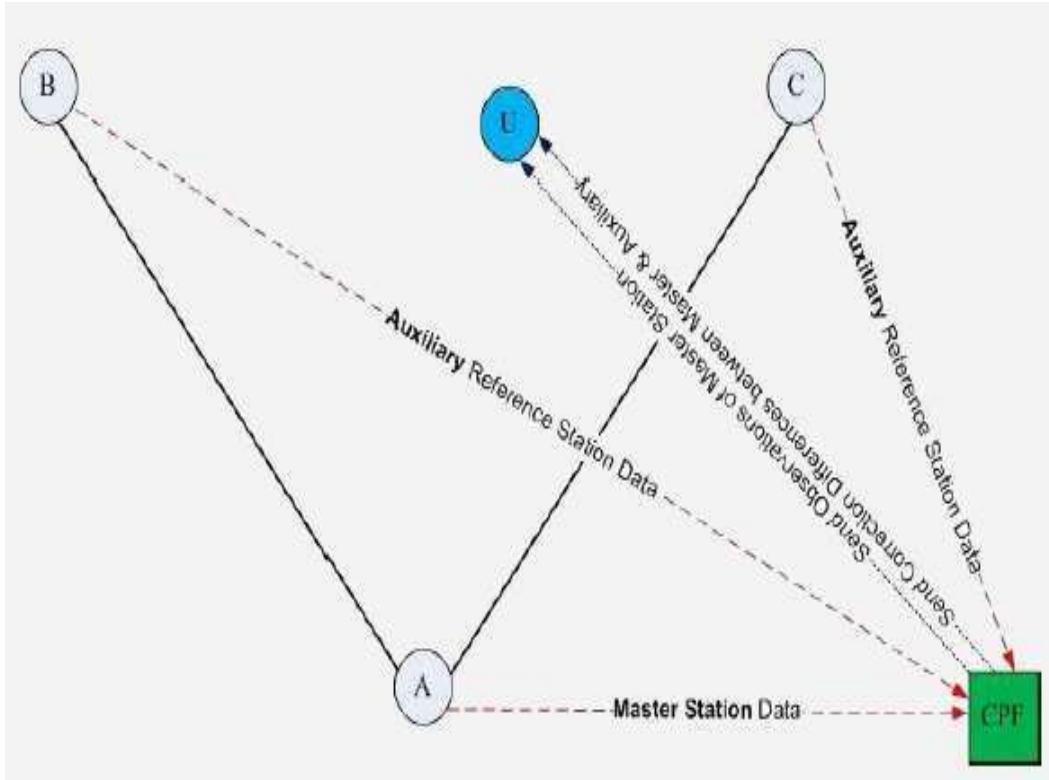 B
C
U
Send Correction Differences between Master & Auxiliary
Send Observations of Master Station
Auxiliary Reference Station Data
Auxiliary Reference Station Data
A
Master Station Data
CPF